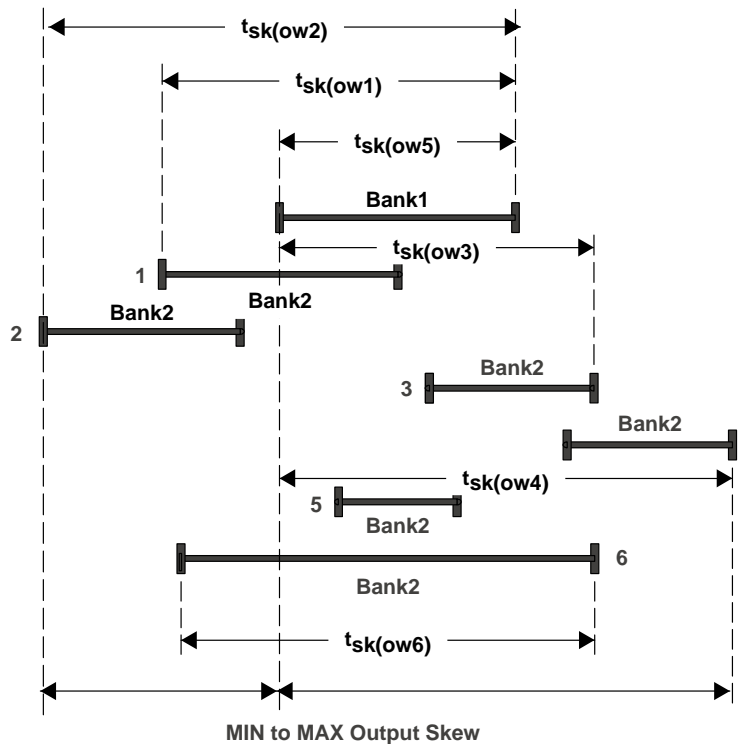 tsk(ow2)
tsk(ow1)
tsk(ow5)
Bank1
tsk(ow3)
1
Bank2
Bank2
2
Bank2
3
Bank2
tsk(ow4)
5
Bank2
6
Bank2
tsk(ow6)
MIN to MAX Output Skew